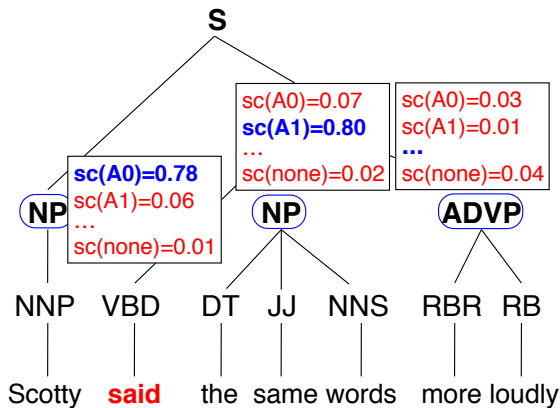 S
sc(A0)=0.07
sc(A1)=0.80
...
sc(none)=0.02
sc(A0)=0.03
sc(A1)=0.01
...
sc(none)=0.04
sc(A0)=0.78
sc(A1)=0.06
...
sc(none)=0.01
NP NP ADVP
NNP VBD DT JJ NNS RBR RB
Scotty said the same words more loudly